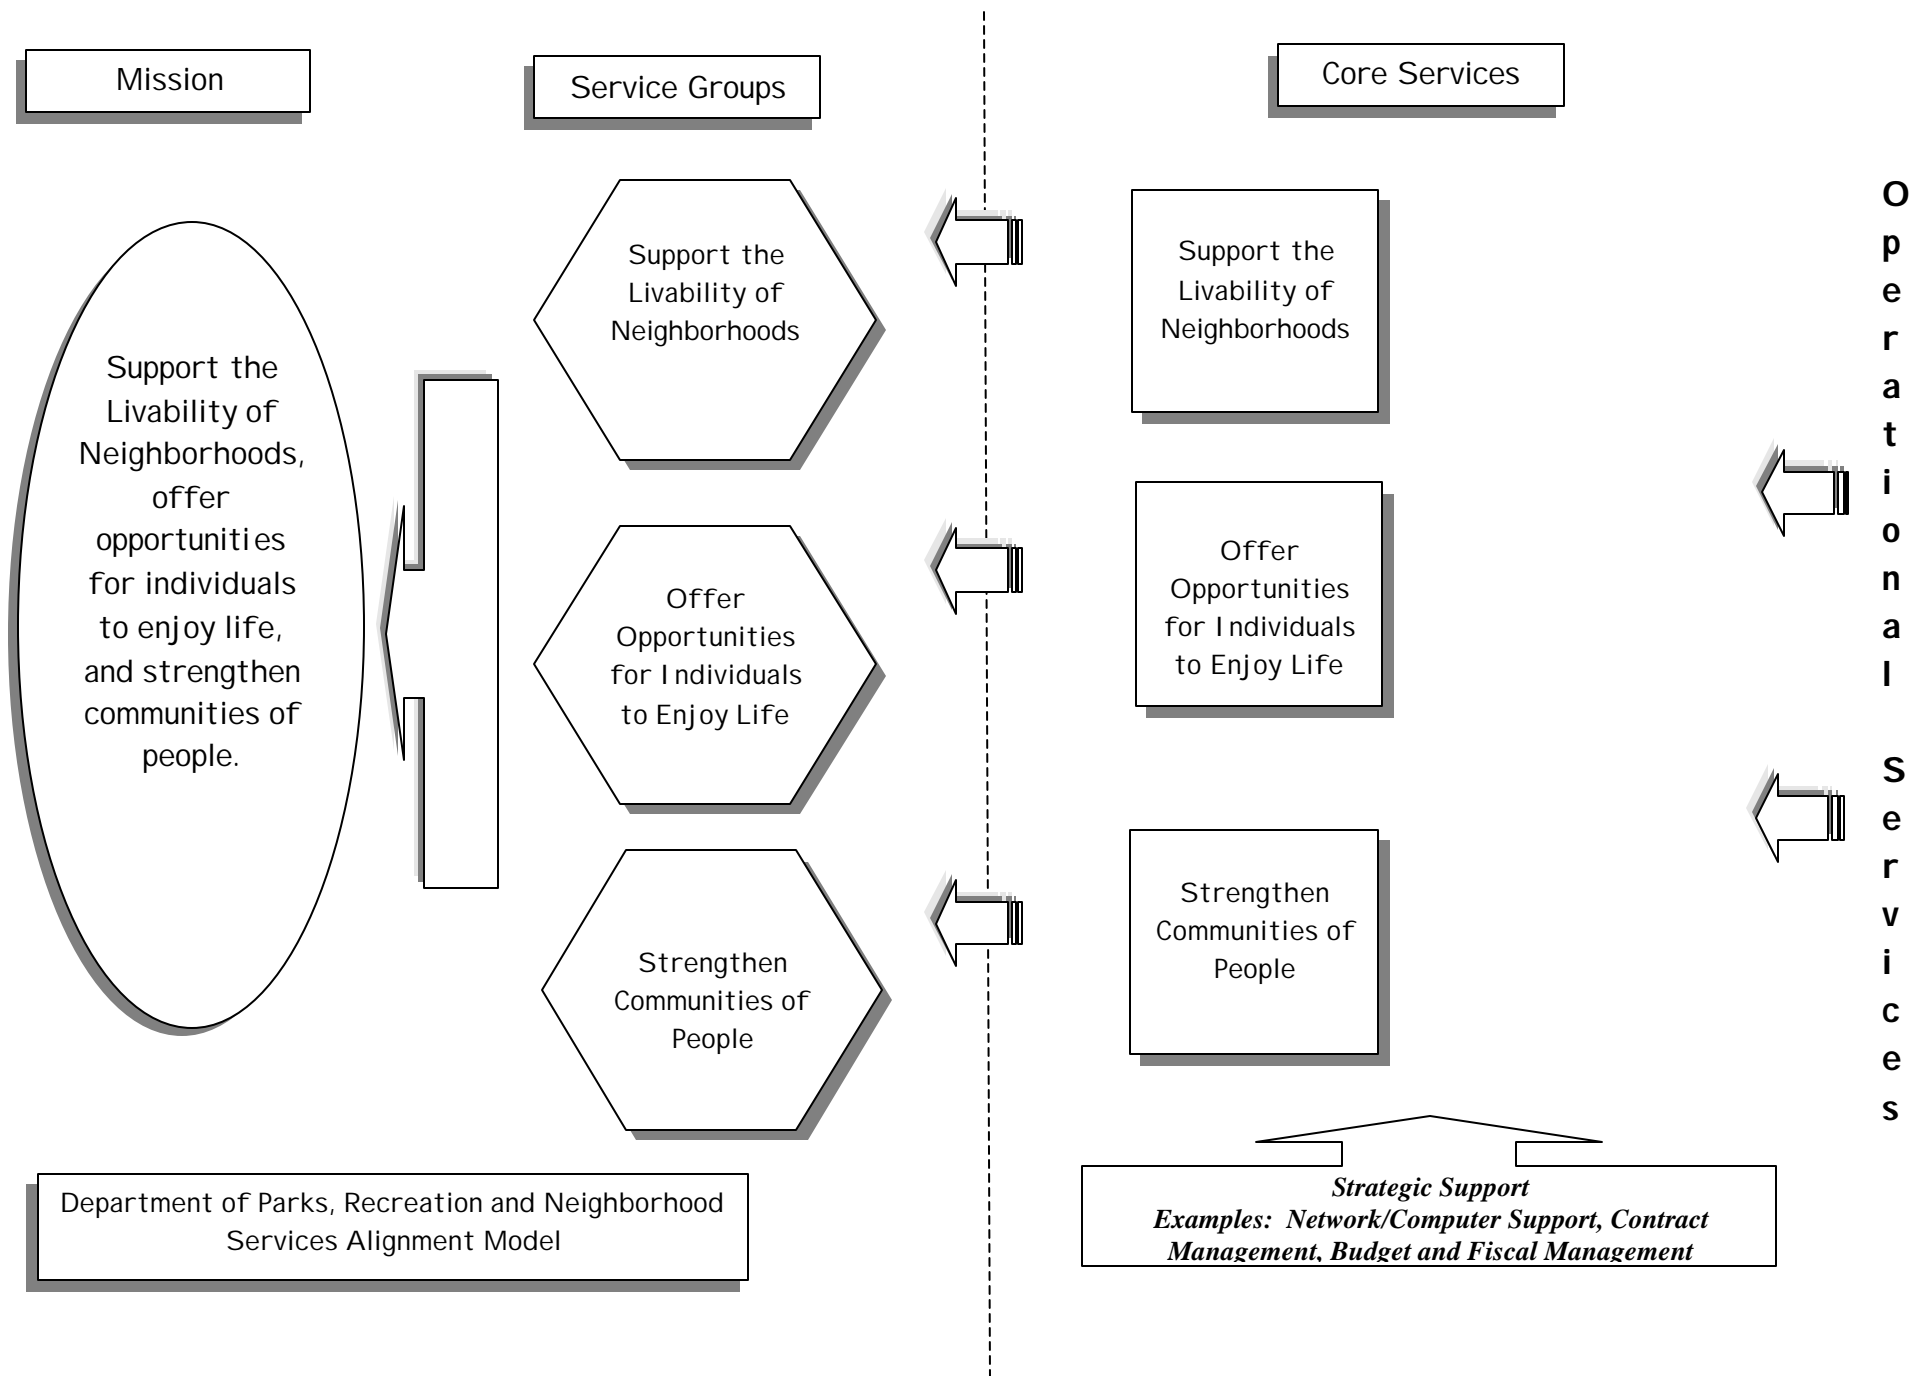 Mission
Service Groups
Core Services
Support the
Livability of
Neighborhoods,
offer
opportunities
for individuals
to enjoy life,
and strengthen
communities of
people.
Support the
Livability of
Neighborhoods
Offer
Opportunities
for Individuals
to Enjoy Life
Strengthen
Communities of
People
Support the
Livability of
Neighborhoods
Offer
Opportunities
for Individuals
to Enjoy Life
Strengthen
Communities of
People
Operational Services
Department of Parks, Recreation and Neighborhood
Services Alignment Model
Strategic Support
Examples:  Network/Computer Support, Contract
Management, Budget and Fiscal Management